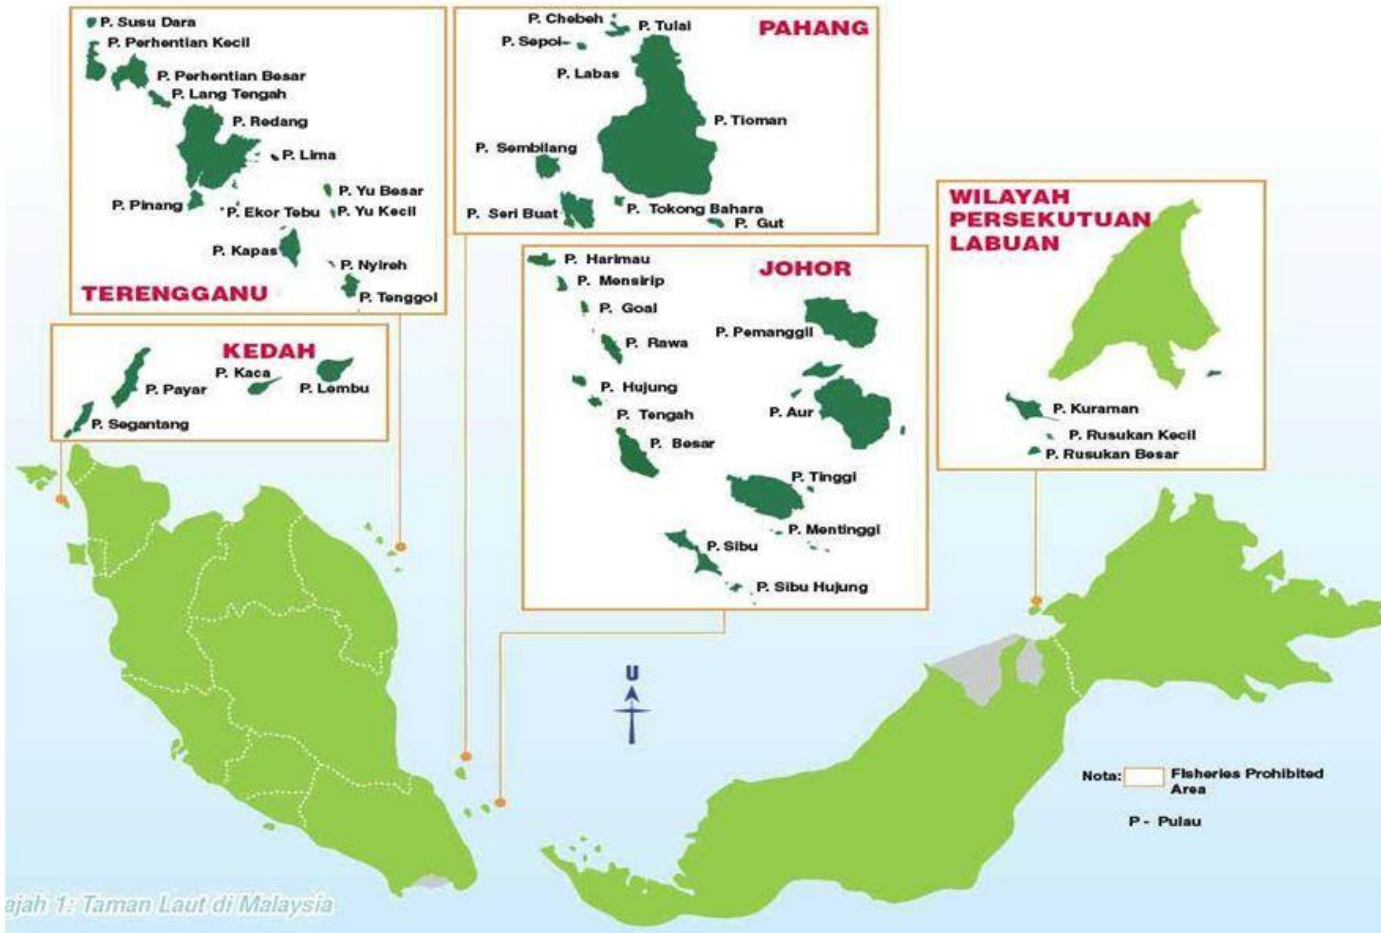 P. Susu Dara
P. Perhentian Kecil
P. Perhentian Besar
P. Lang Tengah
P. Redang
P. Lima
P. Yu Besar
P. Pinang
P. Ekor Tebu
P. Yu Kecil
P. Kapas
P. Nyireh
P. Tenggol
TERENGGANU
P. Chebeh
P. Tulai
PAHANG
P. Sepoi
P. Labas
P. Tioman
P. Sembilang
P. Seri Buat
P. Tokong Bahara
P. Gut
KEDAH
P. Kaca
P. Payar
P. Lembu
P. Segantang
P. Harimau
JOHOR
P. Mensirip
P. Goal
P. Pemanggil
P. Rawa
P. Hujung
P. Aur
P. Tengah
P. Besar
P. Tinggi
P. Mentinggi
P. Sibu
P. Sibu Hujung
WILAYAH
PERSEKUTUAN
LABUAN
P. Kuraman
P. Rusukan Kecil
P. Rusukan Besar
U
Nota: Fisheries Prohibited
Area
P - Pulau
ajah 1: Taman Laut di Malaysia